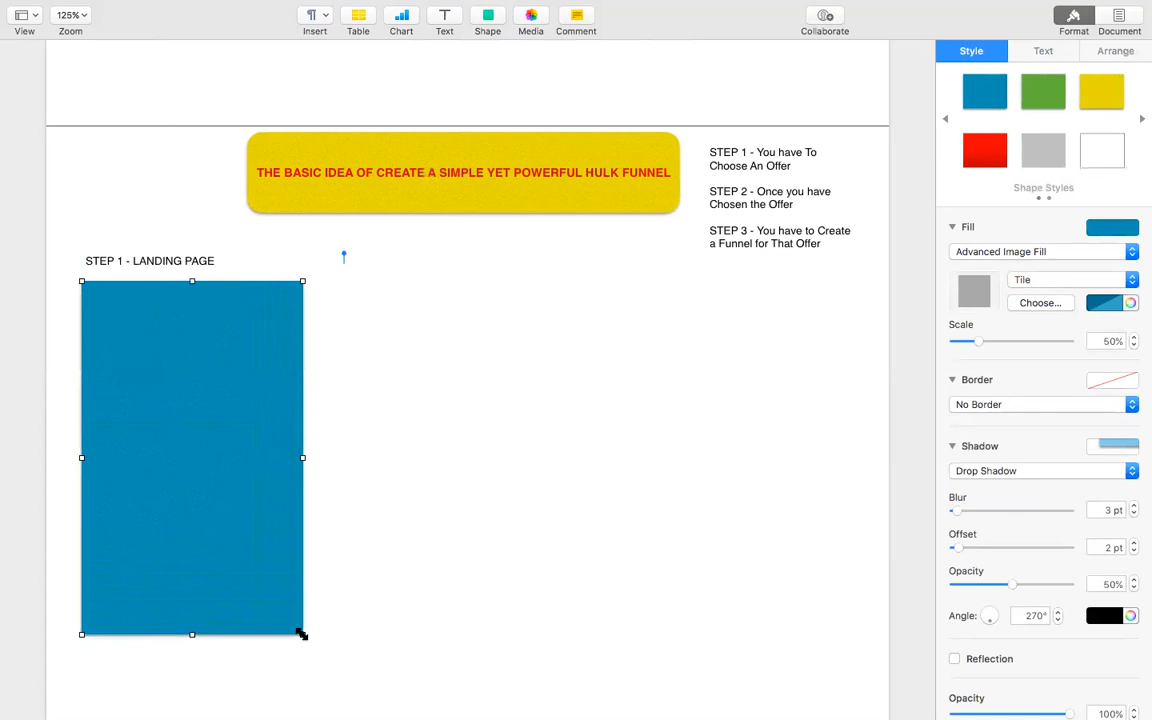 125%
View
Zoom
Insert
Table
Chart
Text
Shape
Media
Comment
Collaborate
Format
Document
Style
Text
Arrange
THE BASIC IDEA OF CREATE A SIMPLE YET POWERFUL HULK FUNNEL
STEP 1 - You have To
Choose An Offer
STEP 2 - Once you have
Chosen the Offer
STEP 3 - You have to Create
a Funnel for That Offer
STEP 1 - LANDING PAGE
Shape Styles
Fill
Advanced Image Fill
Tile
Choose...
Scale
50%
Border
No Border
Shadow
Drop Shadow
Blur
3 pt
Offset
2 pt
Opacity
50%
Angle:
270°
Reflection
Opacity
100%